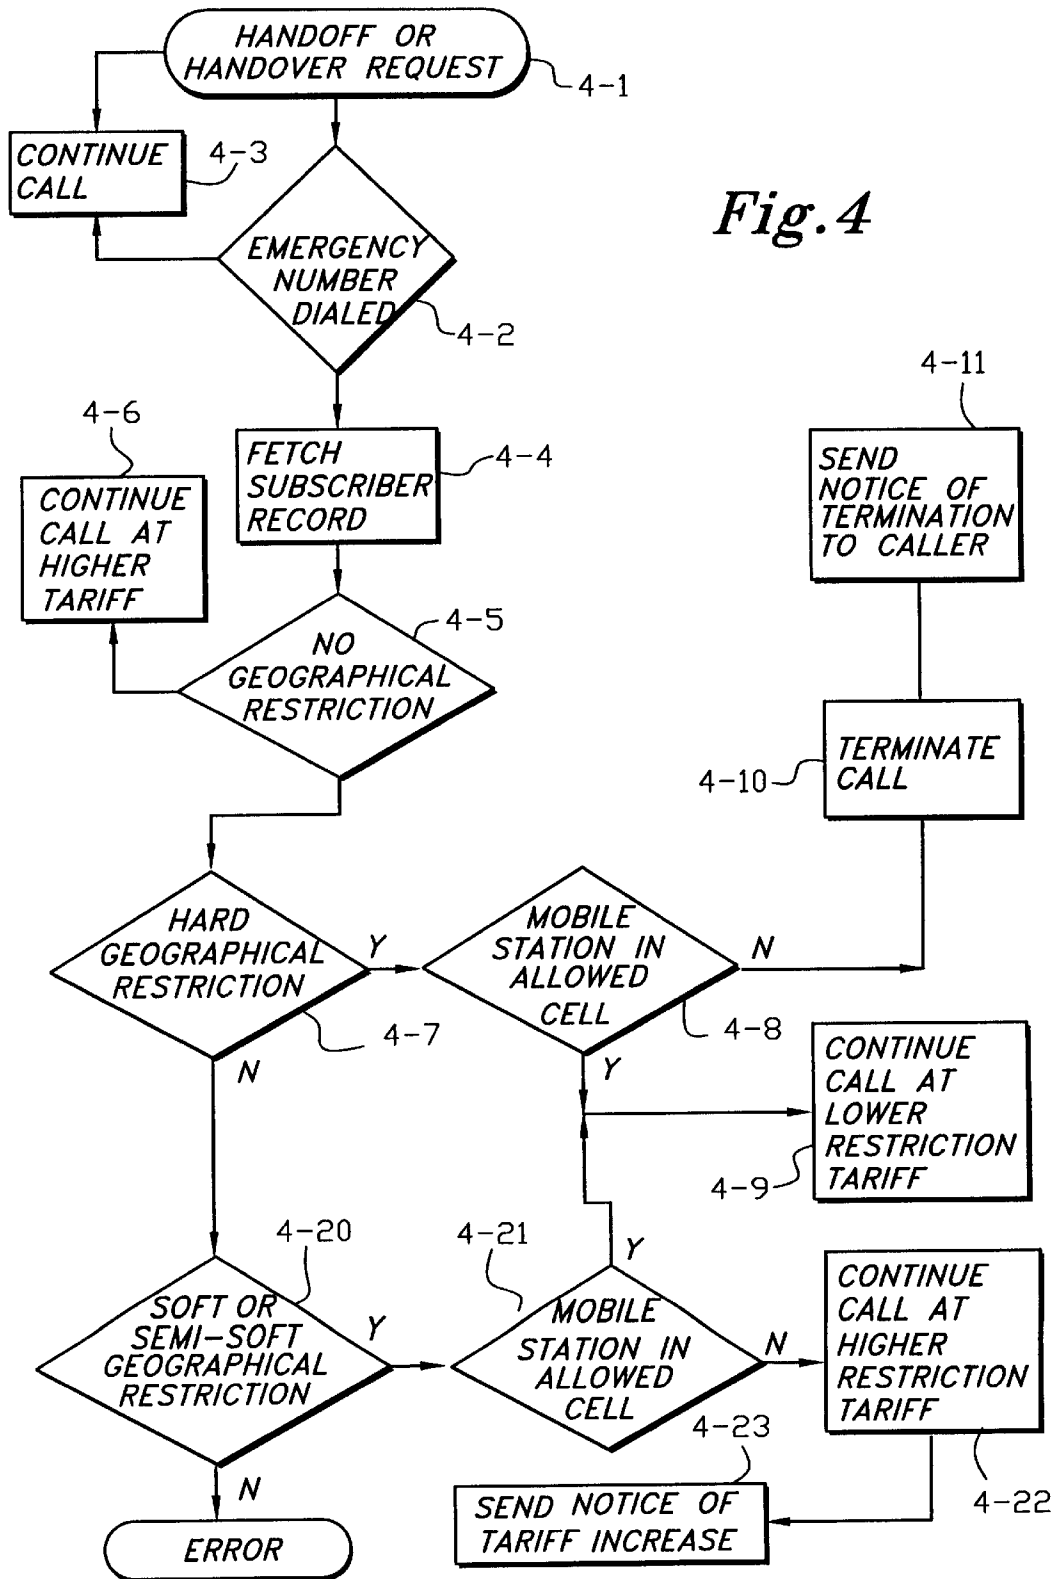 HANDOFF OR
HANDOVER REQUEST
4-1
CONTINUE
CALL
4-3
Fig.4
EMERGENCY
NUMBER
DIALED
4-2
4-11
SEND
NOTICE OF
TERMINATION
TO CALLER
4-6
CONTINUE
CALL AT
HIGHER
TARIFF
FETCH
SUBSCRIBER
RECORD
4-4
NO
GEOGRAPHICAL
RESTRICTION
4-5
TERMINATE
CALL
4-10
HARD
GEOGRAPHICAL
RESTRICTION
Y
4-7
N
MOBILE
STATION IN
ALLOWED
CELL
N
4-8
Y
CONTINUE
CALL AT
LOWER
RESTRICTION
TARIFF
4-9
4-20
SOFT OR
SEMI-SOFT
GEOGRAPHICAL
RESTRICTION
Y
N
4-21
Y
MOBILE
STATION IN
ALLOWED
CELL
N
CONTINUE
CALL AT
HIGHER
RESTRICTION
TARIFF
4-22
4-23
SEND NOTICE OF
TARIFF INCREASE
ERROR